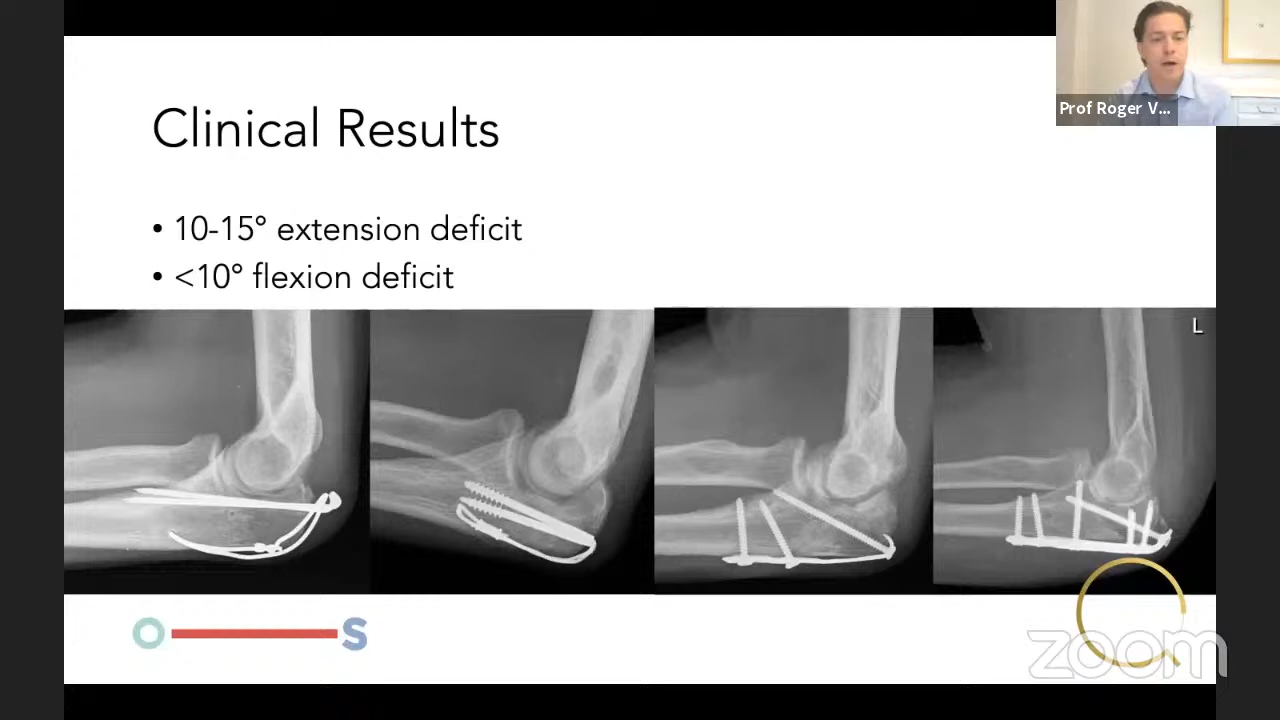 Prof Roger V...
Clinical Results
• 10-15° extension deficit
• <10° flexion deficit
L
O S
zoom